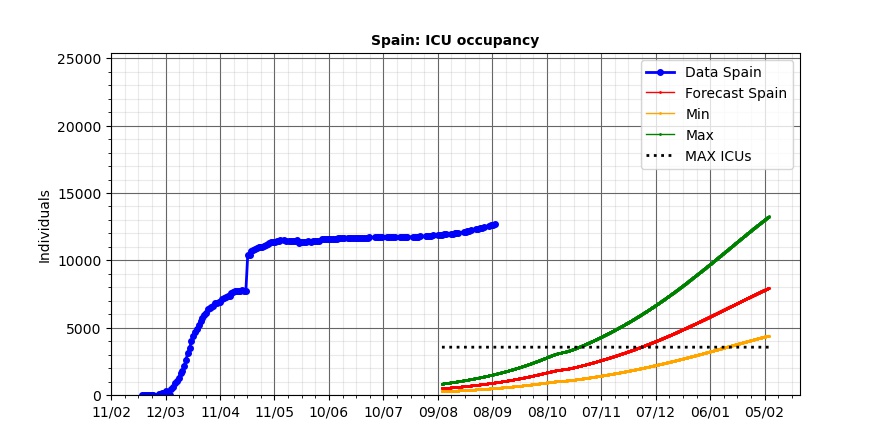 Spain: ICU occupancy
25000
20000
15000
10000
5000
0
Individuals
Data Spain
Forecast Spain
Min
Max
MAX ICUs
11/02 12/03 11/04 11/05 10/06 10/07 09/08 08/09 08/10 07/11 07/12 06/01 05/02